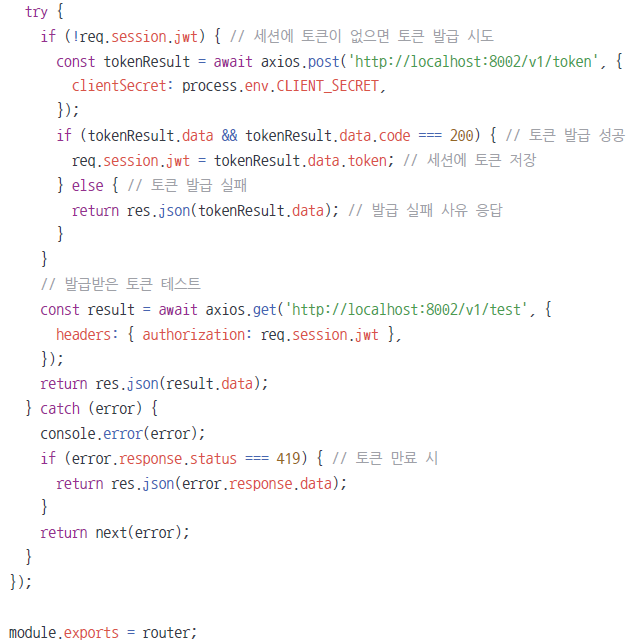 try {
if (!req.session.jwt) { // 세션에 토큰이 없으면 토큰 발급 시도
const tokenResult = await axios.post('http://localhost:8002/v1/token', {
clientSecret: process.env.CLIENT_SECRET,
});
if (tokenResult.data && tokenResult.data.code === 200) { // 토큰 발급 성공
req.session.jwt = tokenResult.data.token; // 세션에 토큰 저장
} else { // 토큰 발급 실패
return res.json(tokenResult.data); // 발급 실패 사유 응답
}
}
// 발급받은 토큰 테스트
const result = await axios.get('http://localhost:8002/v1/test', {
headers: { authorization: req.session.jwt },
});
return res.json(result.data);
} catch (error) {
console.error(error);
if (error.response.status === 419) { // 토큰 만료 시
return res.json(error.response.data);
}
return next(error);
}
});
module.exports = router;